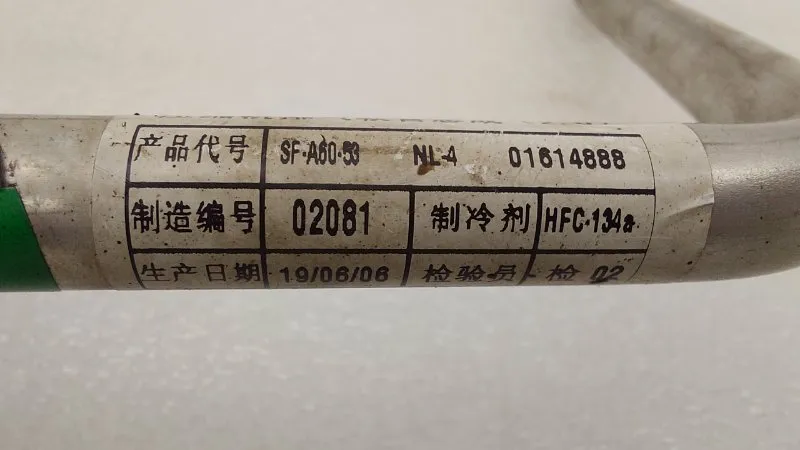 产品代号 SF-A60-53 NL-4 01614888
制造编号 02081 制冷剂 HFC-134a
生产日期 19/06/06 检验员 检 02